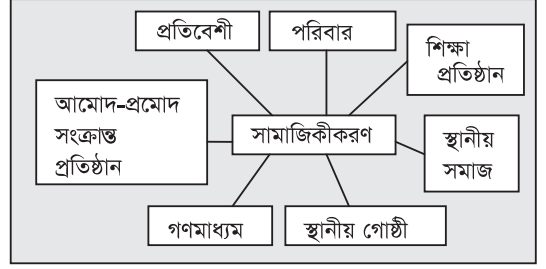 প্রতিবেশী
পরিবার
শিক্ষা
প্রতিষ্ঠান
আমোদ-প্রমোদ
সংক্রান্ত
প্রতিষ্ঠান
সামাজিকীকরণ
স্থানীয়
সমাজ
গণমাধ্যম
স্থানীয় গোষ্ঠী